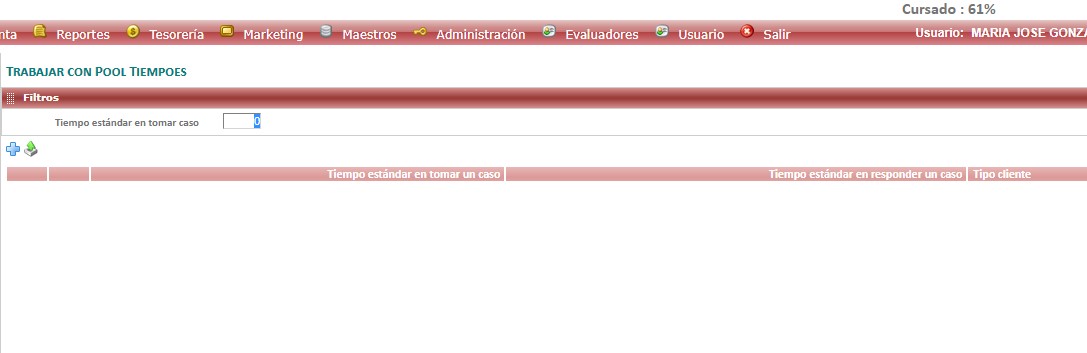 Cursado : 61%
nta Reportes Tesorería Marketing Maestros Administración Evaluadores Usuario Salir Usuario: MARIA JOSE GONZA
TRABAJAR CON POOL TIEMPOES
Filtros
Tiempo estándar en tomar caso 0
Tiempo estándar en tomar un caso Tiempo estándar en responder un caso Tipo cliente